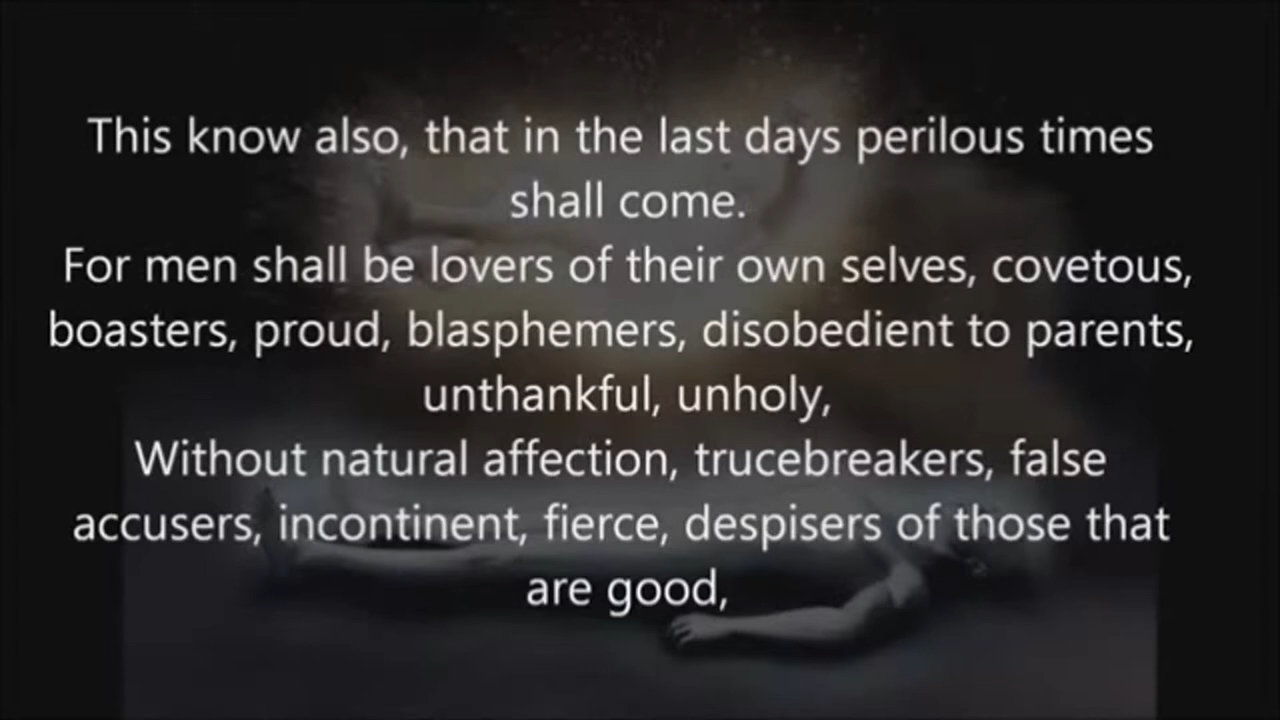 This know also, that in the last days perilous times
shall come.
For men shall be lovers of their own selves, covetous,
boasters, proud, blasphemers, disobedient to parents,
unthankful, unholy,
Without natural affection, trucebreakers, false
accusers, incontinent, fierce, despisers of those that
are good,